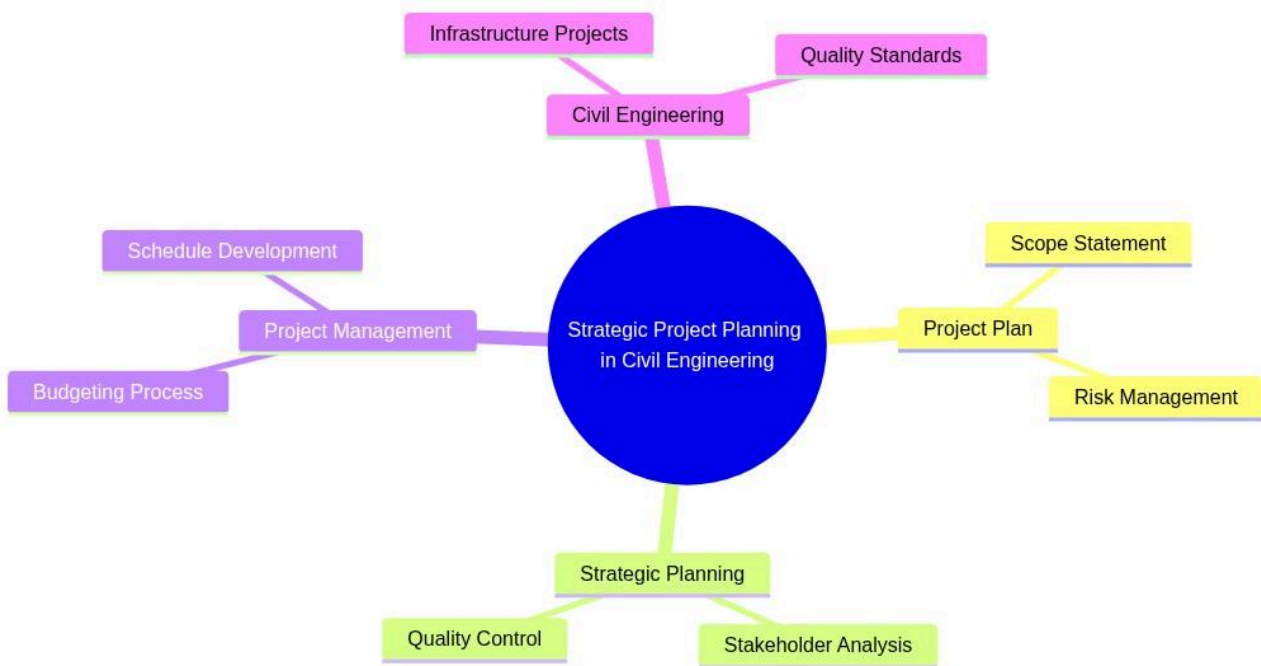 Infrastructure Projects
Quality Standards
Civil Engineering
Schedule Development
Scope Statement
Project Management
Strategic Project Planning
in Civil Engineering
Project Plan
Budgeting Process
Risk Management
Strategic Planning
Quality Control
Stakeholder Analysis